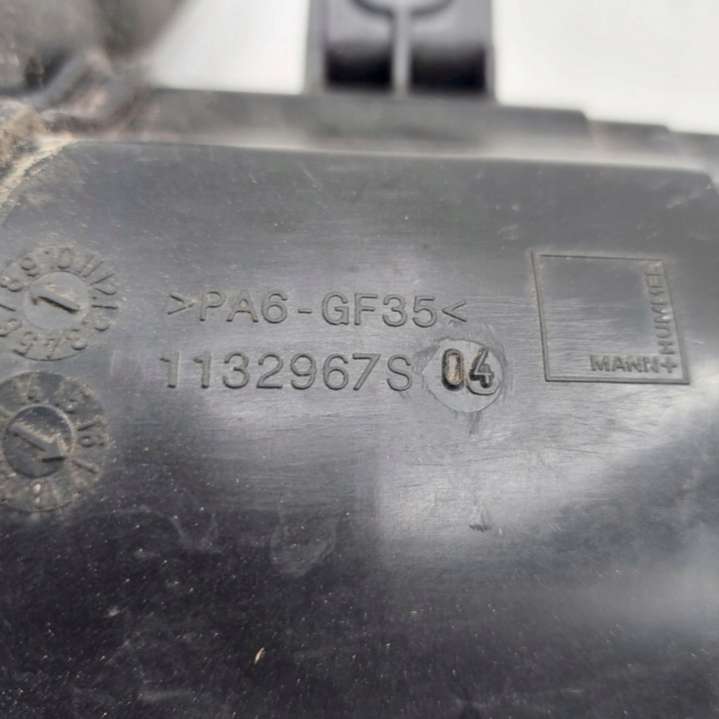 >PA6-GF35<
1132967S 04
MANN+
HUMMEL